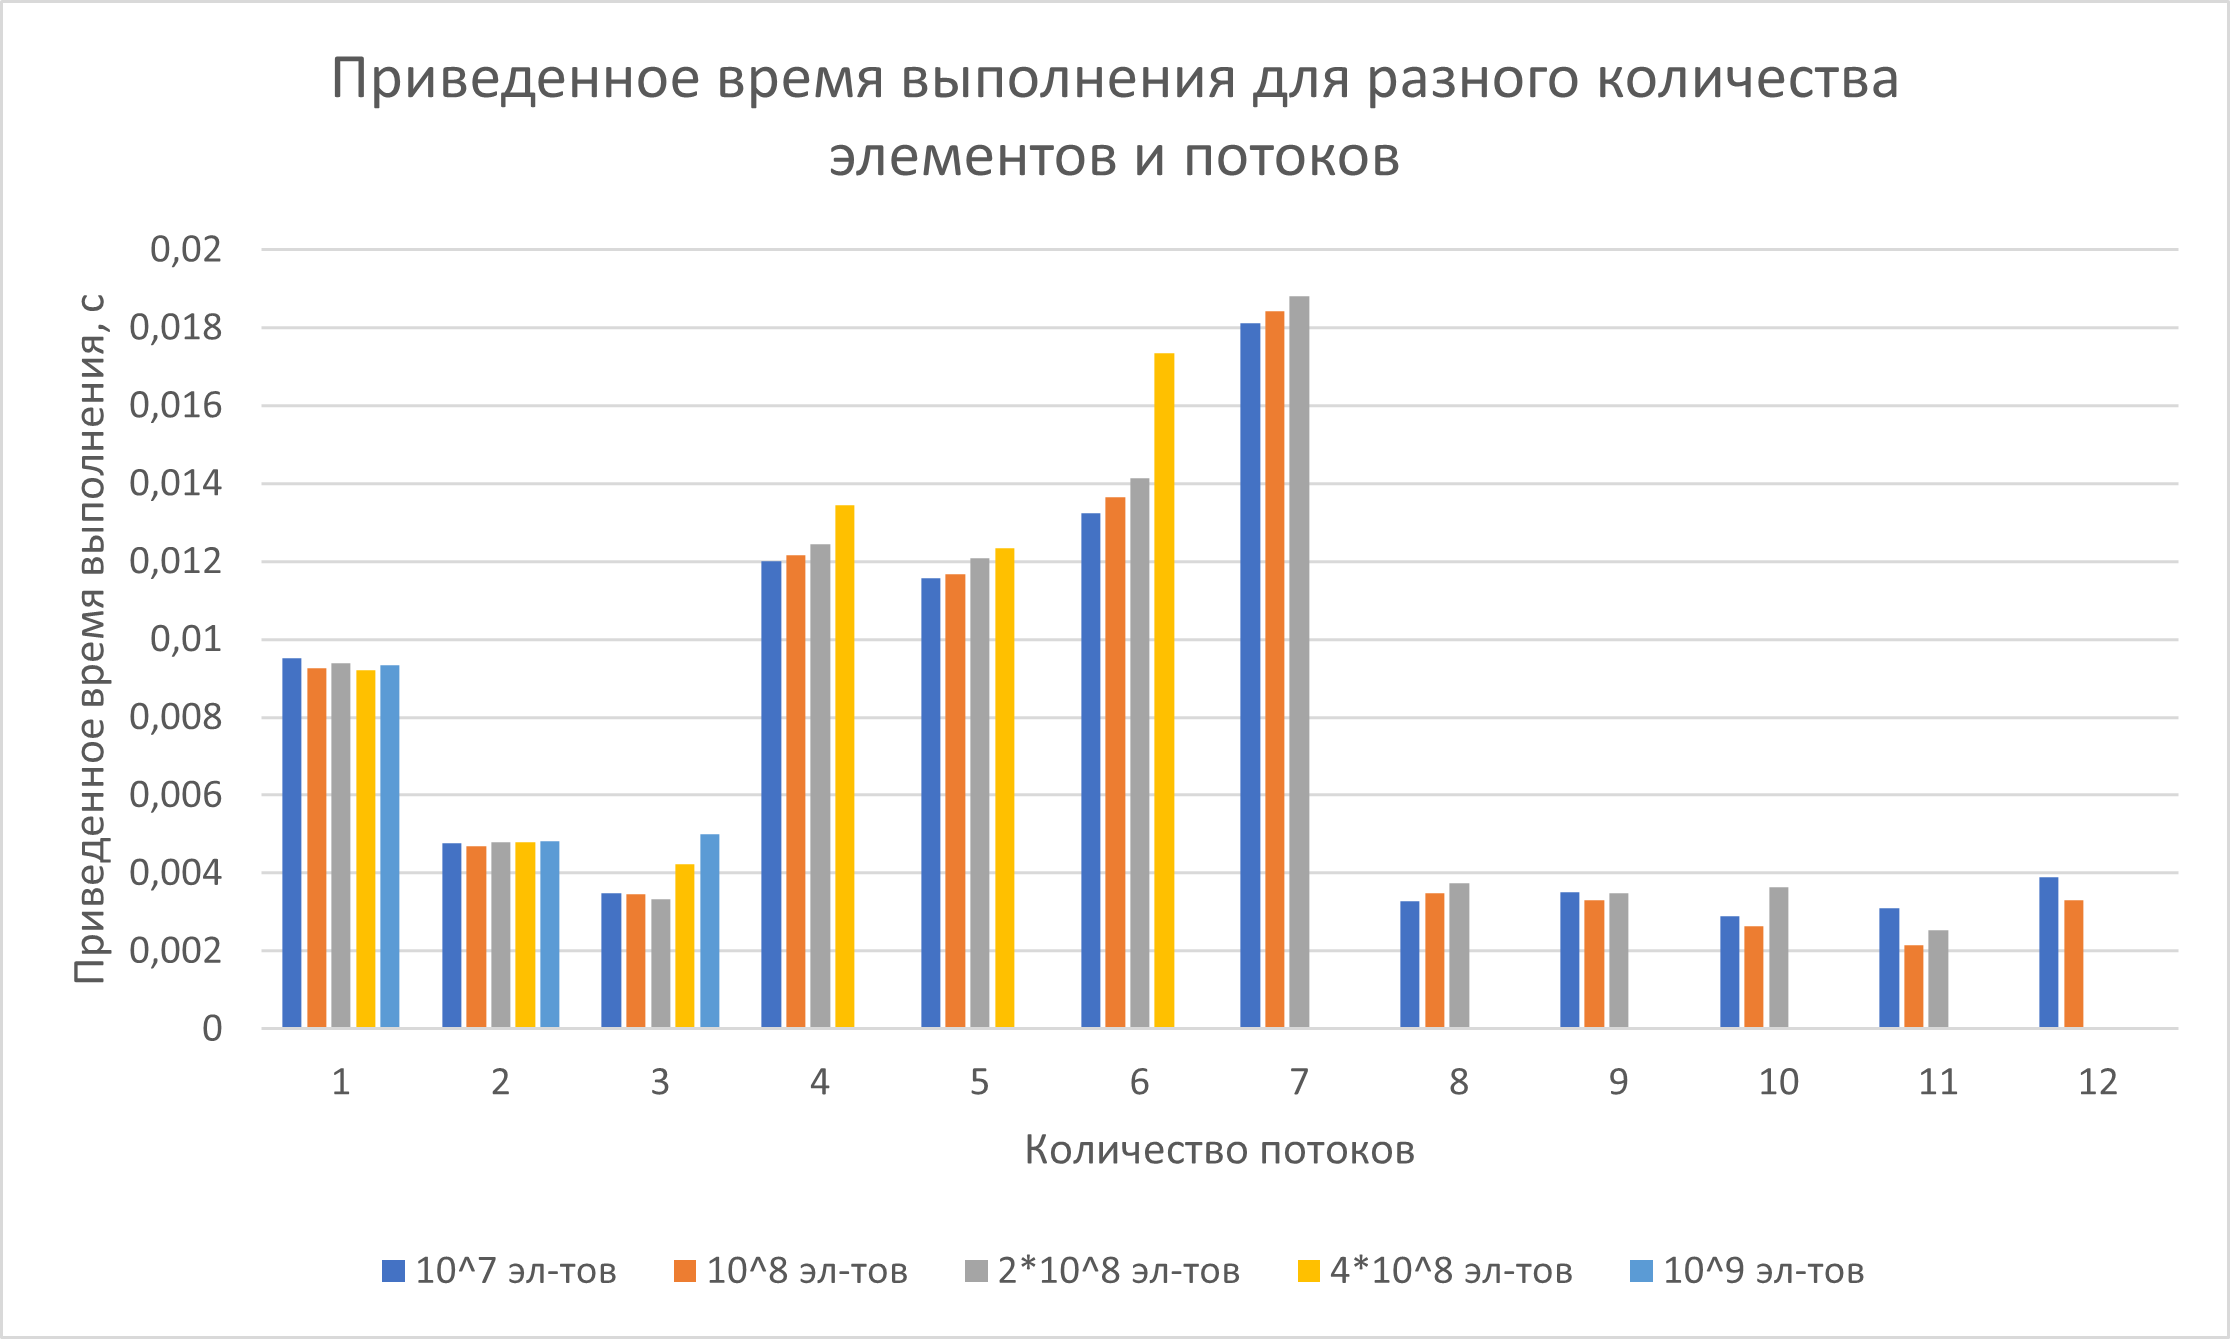 Приведенное время выполнения для разного количества
элементов и потоков
Приведенное время выполнения, с
0,02
0,018
0,016
0,014
0,012
0,01
0,008
0,006
0,004
0,002
0
1 2 3 4 5 6 7 8 9 10 11 12
Количество потоков
10^7 эл-тов 10^8 эл-тов 2*10^8 эл-тов 4*10^8 эл-тов 10^9 эл-тов